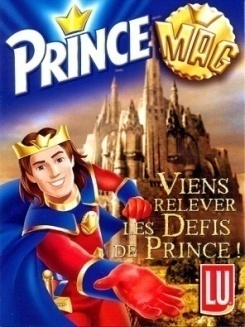 PRINCE MAG
VIENS
RELEVER
LES DEFIS
DE PRINCE !
LU